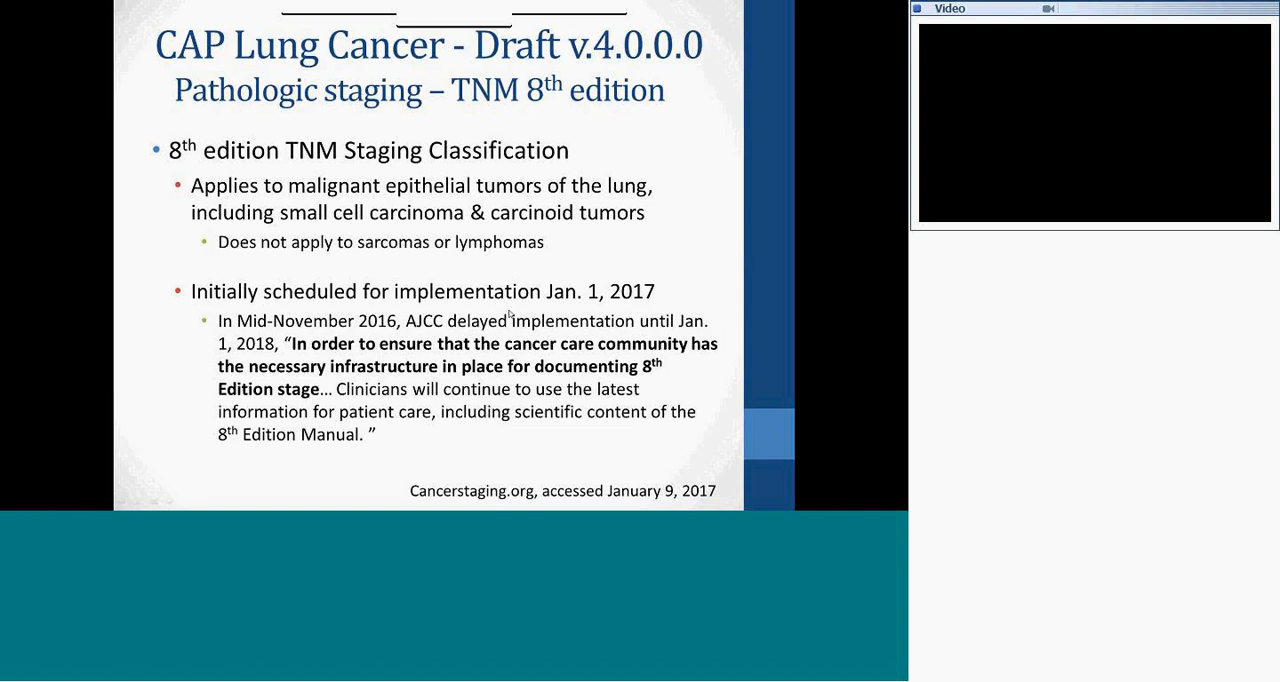 CAP Lung Cancer - Draft v.4.0.0.0
Pathologic staging – TNM 8th edition
• 8th edition TNM Staging Classification
• Applies to malignant epithelial tumors of the lung,
including small cell carcinoma & carcinoid tumors
• Does not apply to sarcomas or lymphomas
• Initially scheduled for implementation Jan. 1, 2017
• In Mid-November 2016, AJCC delayed implementation until Jan.
1, 2018, “In order to ensure that the cancer care community has
the necessary infrastructure in place for documenting 8th
Edition stage… Clinicians will continue to use the latest
information for patient care, including scientific content of the
8th Edition Manual. ”
Cancerstaging.org, accessed January 9, 2017
Video